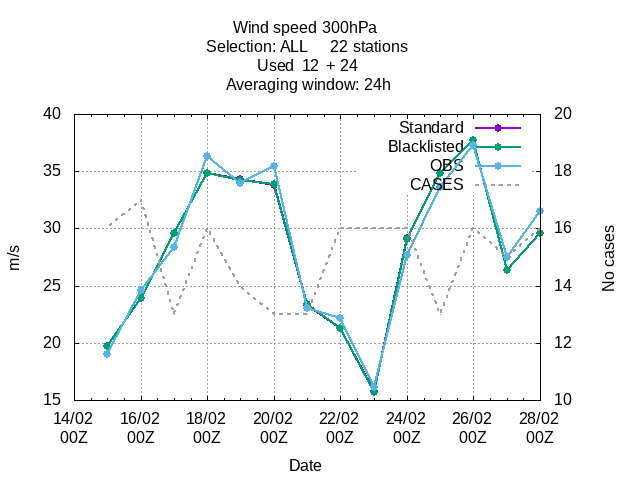 Wind speed 300hPa
Selection: ALL     22 stations
Used  12  + 24
Averaging window: 24h
40
35
30
25
20
15
20
18
16
14
12
10
Standard
Blacklisted
OBS
CASES
m/s
No cases
14/02 16/02 18/02 20/02 22/02 24/02 26/02 28/02
00Z 00Z 00Z 00Z 00Z 00Z 00Z 00Z
Date